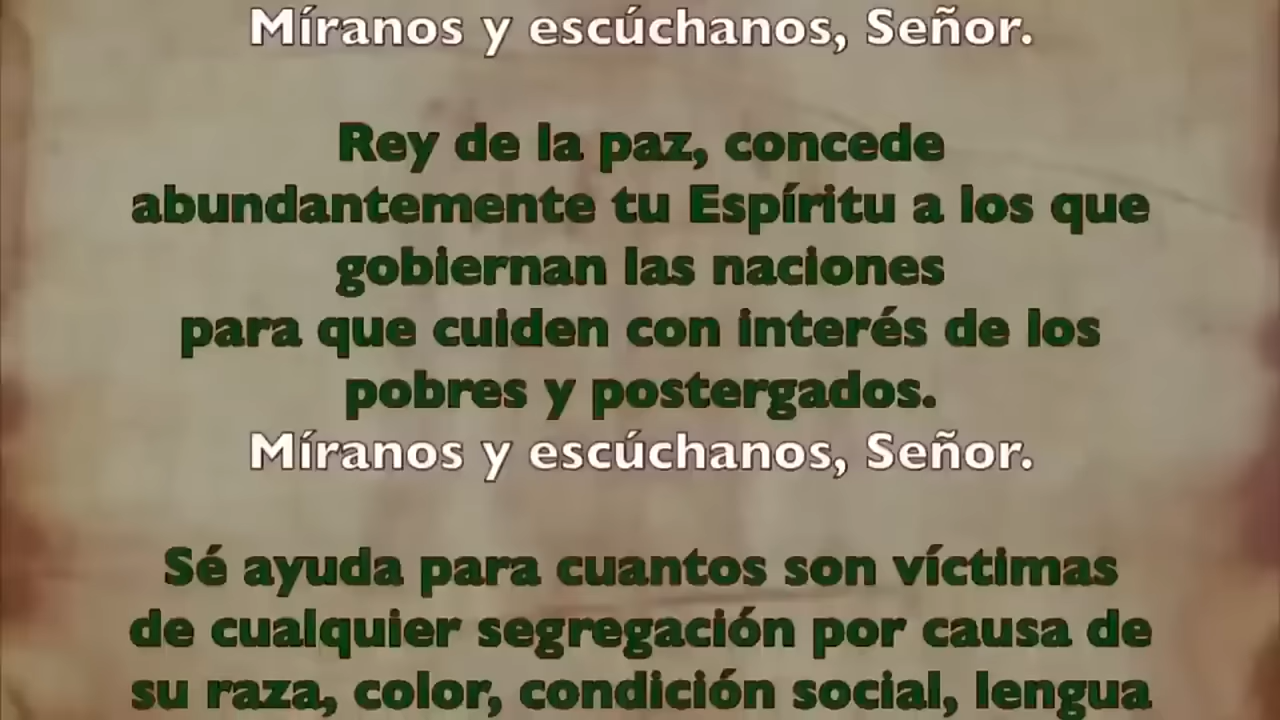 Míranos y escúchanos, Señor.
Rey de la paz, concede
abundantemente tu Espíritu a los que
gobiernan las naciones
para que cuiden con interés de los
pobres y postergados.
Míranos y escúchanos, Señor.
Sé ayuda para cuantos son víctimas
de cualquier segregación por causa de
su raza, color, condición social, lengua